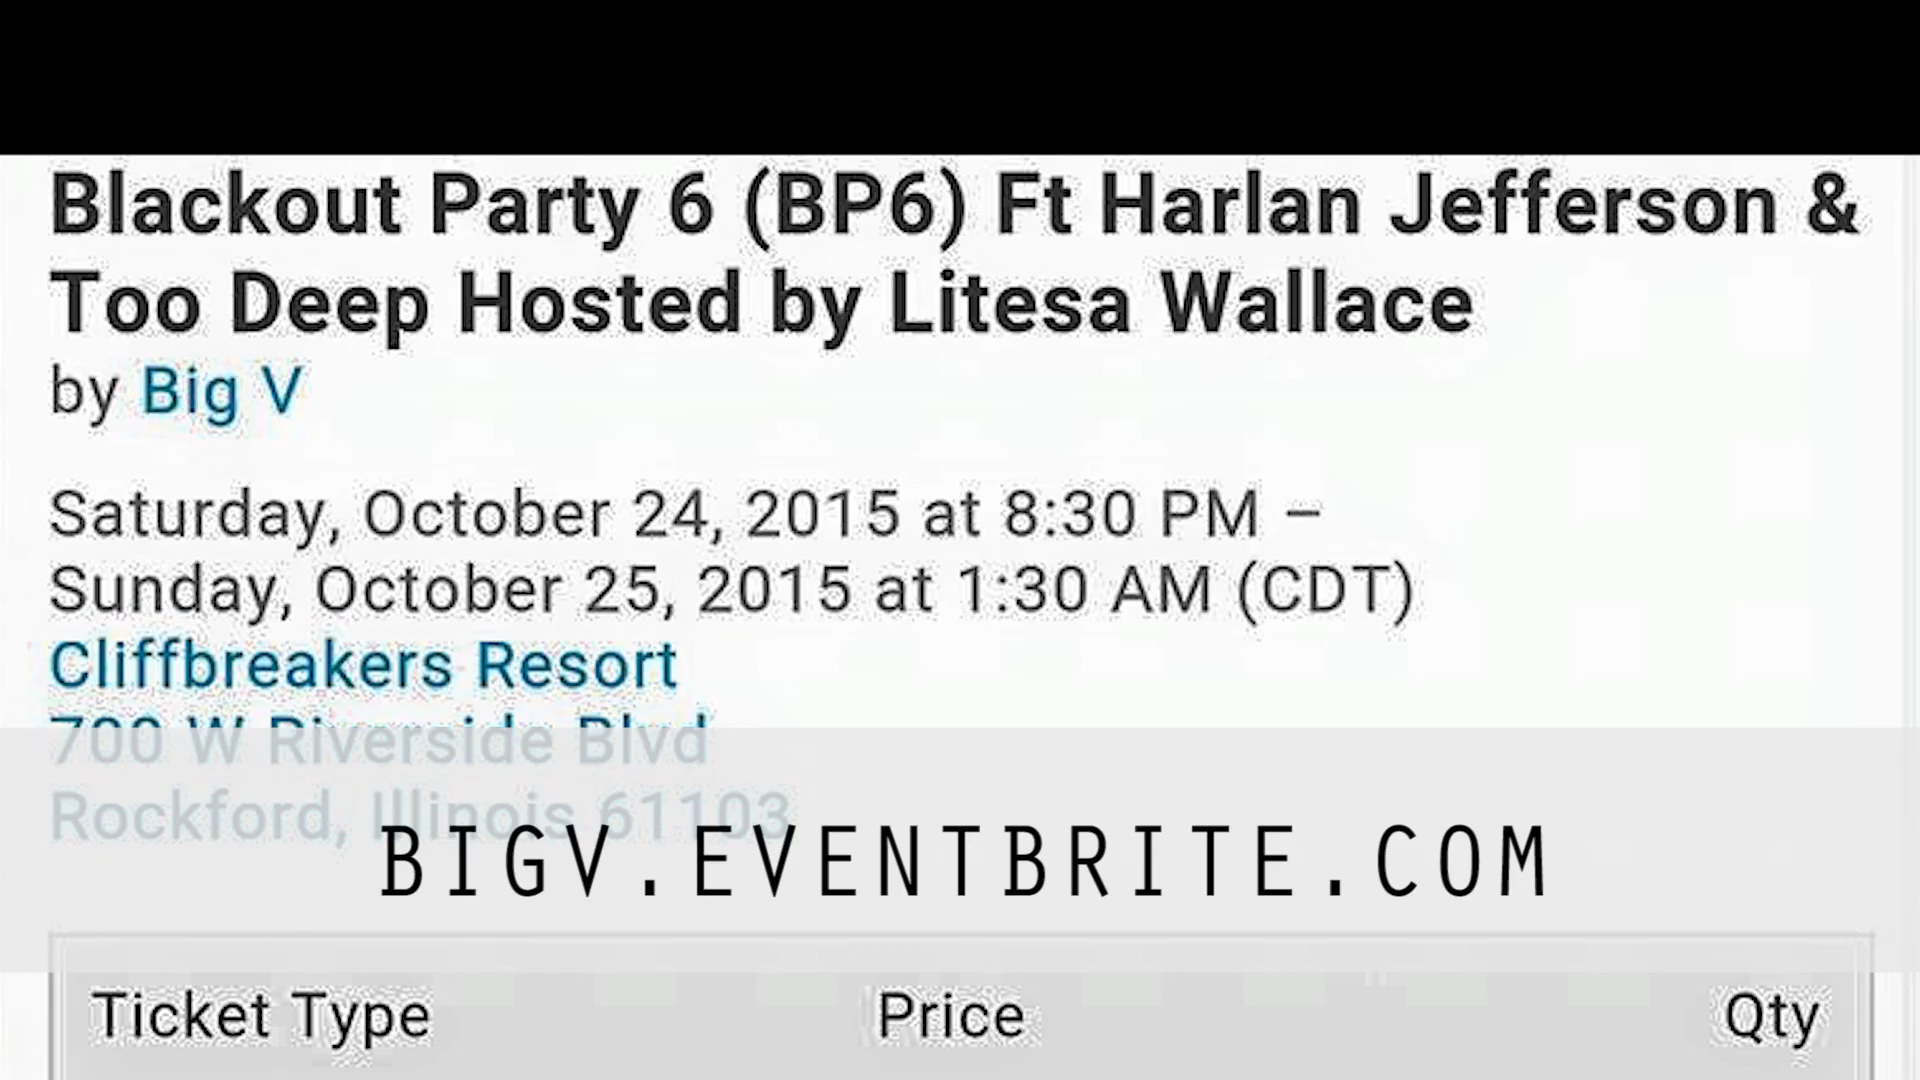 Blackout Party 6 (BP6) Ft Harlan Jefferson &
Too Deep Hosted by Litesa Wallace
by Big V
Saturday, October 24, 2015 at 8:30 PM –
Sunday, October 25, 2015 at 1:30 AM (CDT)
Cliffbreakers Resort
700 W Riverside Blvd
Rockford, Illinois 61103
BIGV.EVENTBRITE.COM
Ticket Type Price Qty